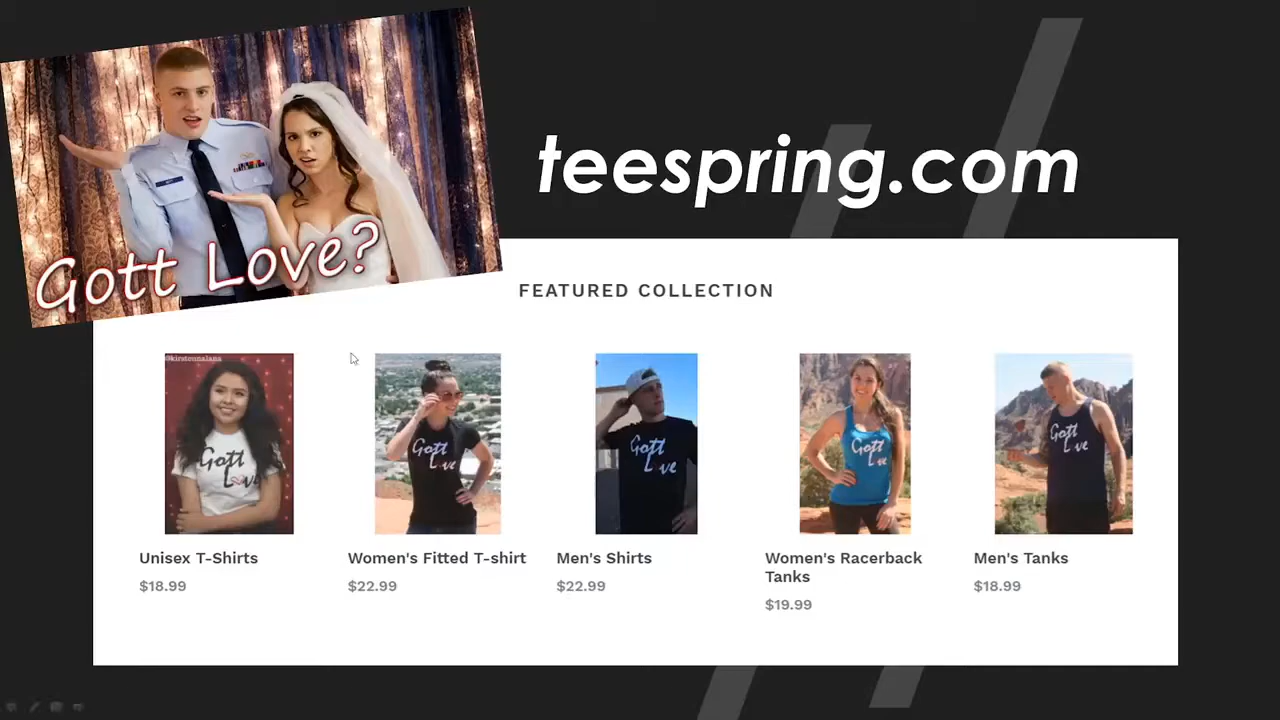 Gott Love?
teespring.com
FEATURED COLLECTION
@kirstennalana
Gott
Love
Gott
Love
Gott
Love
Gott
Love
Gott
Love
Unisex T-Shirts
$18.99
Women's Fitted T-shirt
$22.99
Men's Shirts
$22.99
Women's Racerback
Tanks
$19.99
Men's Tanks
$18.99